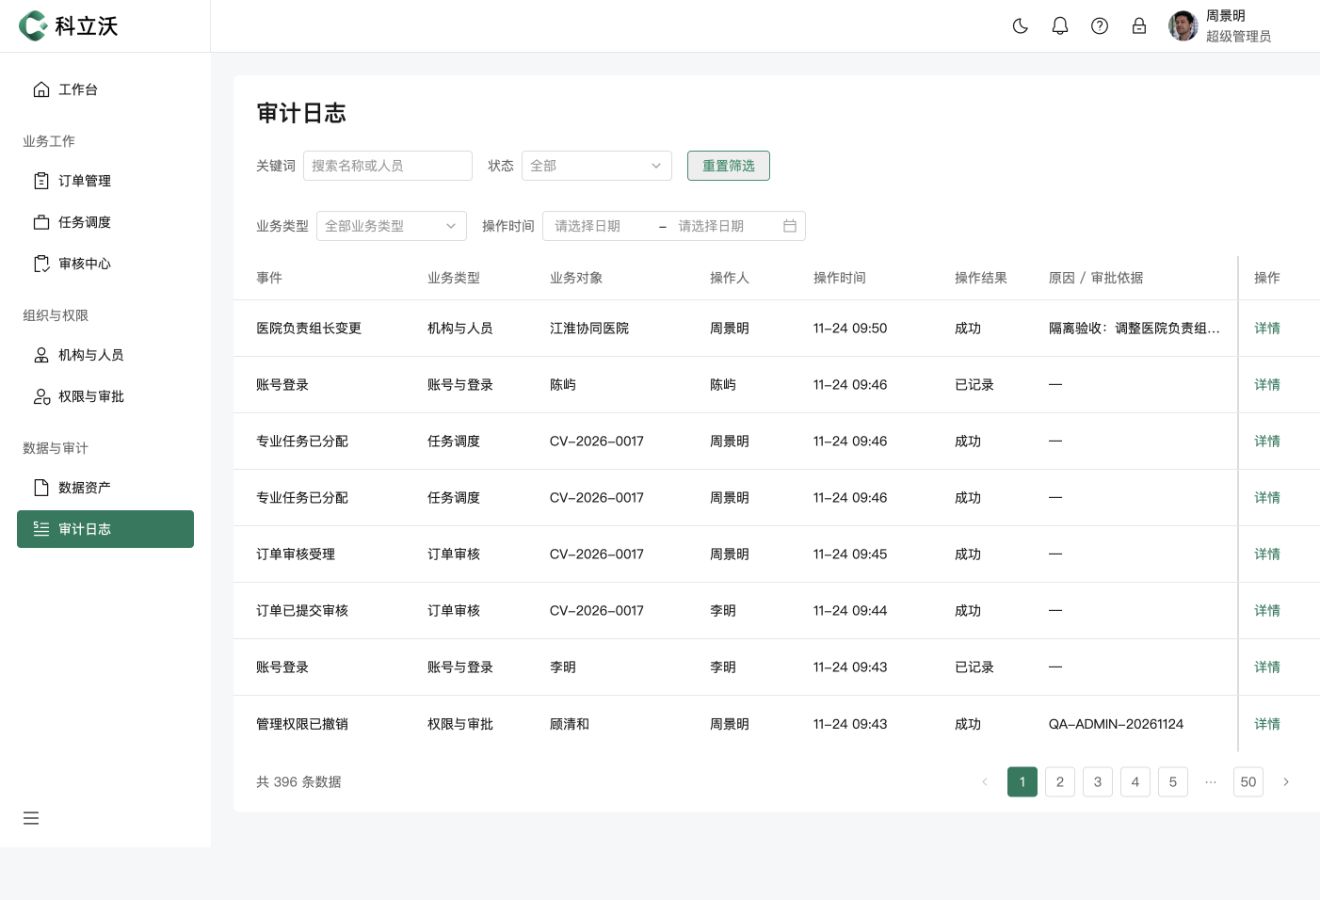 科立沃
周景明
超级管理员
工作台
业务工作
订单管理
任务调度
审核中心
组织与权限
机构与人员
权限与审批
数据与审计
数据资产
审计日志
审计日志
关键词 搜索名称或人员 状态 全部 重置筛选
业务类型 全部业务类型 操作时间 请选择日期 – 请选择日期
事件 业务类型 业务对象 操作人 操作时间 操作结果 原因 / 审批依据 操作
医院负责组长变更 机构与人员 江淮协同医院 周景明 11-24 09:50 成功 隔离验收：调整医院负责组... 详情
账号登录 账号与登录 陈屿 陈屿 11-24 09:46 已记录 — 详情
专业任务已分配 任务调度 CV-2026-0017 周景明 11-24 09:46 成功 — 详情
专业任务已分配 任务调度 CV-2026-0017 周景明 11-24 09:46 成功 — 详情
订单审核受理 订单审核 CV-2026-0017 周景明 11-24 09:45 成功 — 详情
订单已提交审核 订单审核 CV-2026-0017 李明 11-24 09:44 成功 — 详情
账号登录 账号与登录 李明 李明 11-24 09:43 已记录 — 详情
管理权限已撤销 权限与审批 顾清和 周景明 11-24 09:43 成功 QA-ADMIN-20261124 详情
共 396 条数据 1 2 3 4 5 ··· 50